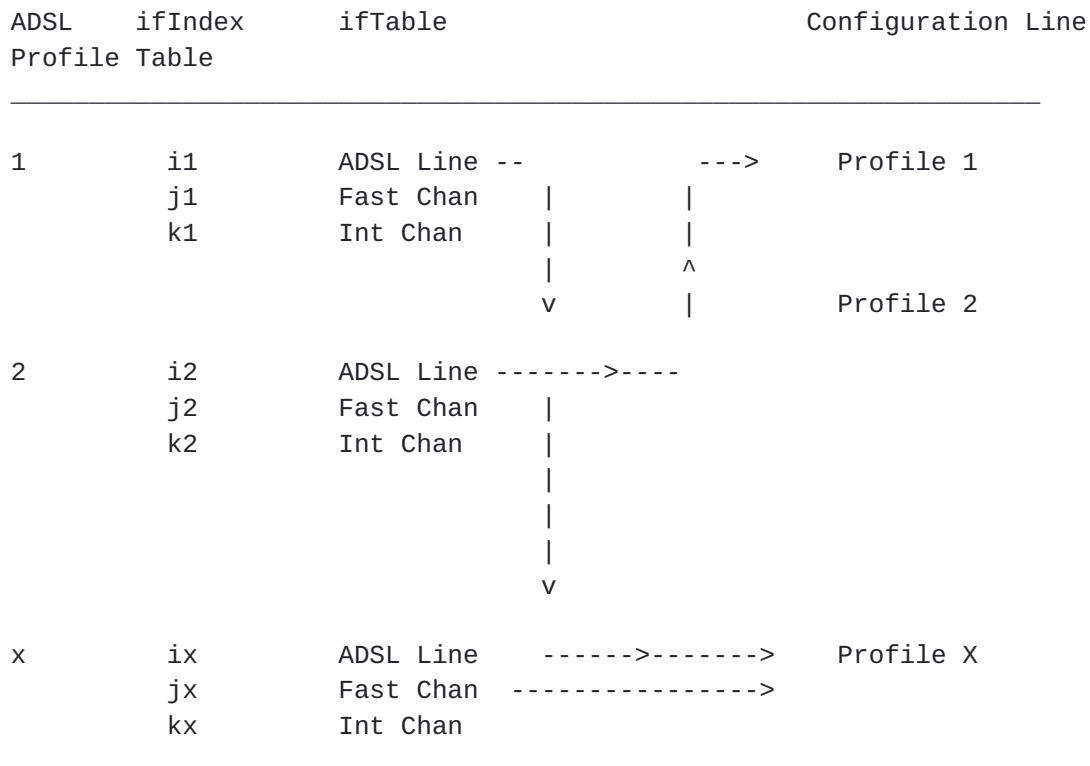 ADSL    ifIndex      ifTable                       Configuration Line
Profile Table
__________________________________________________________________
1         i1         ADSL Line --           --->     Profile 1
          j1         Fast Chan    |        |
          k1         Int Chan     |        |
                                  |        ^
                                  v        |         Profile 2
2         i2         ADSL Line ------->----
          j2         Fast Chan    |
          k2         Int Chan     |
                                  |
                                  |
                                  |
                                  v
x         ix         ADSL Line    ------>------->    Profile X
          jx         Fast Chan  ---------------->
          kx         Int Chan